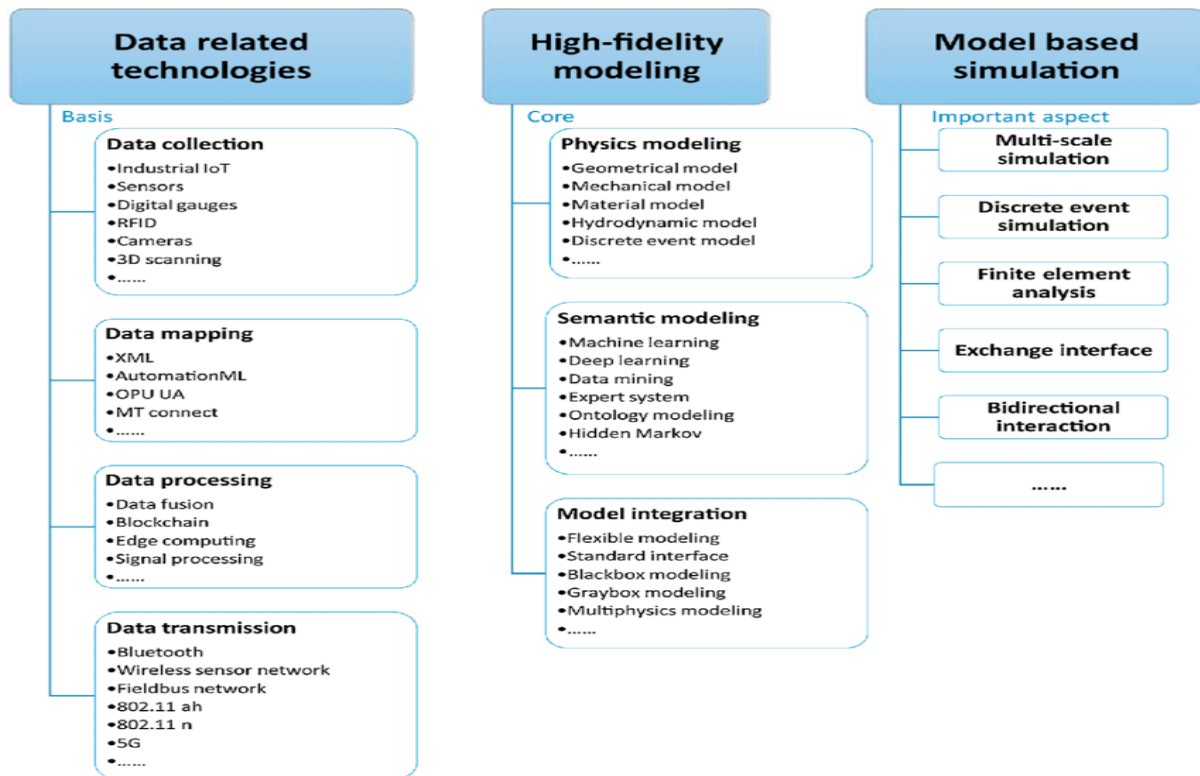 Data related
technologies
Basis
Data collection
•Industrial IoT
•Sensors
•Digital gauges
•RFID
•Cameras
•3D scanning
•......
Data mapping
•XML
•AutomationML
•OPU UA
•MT connect
•......
Data processing
•Data fusion
•Blockchain
•Edge computing
•Signal processing
•......
Data transmission
•Bluetooth
•Wireless sensor network
•Fieldbus network
•802.11 ah
•802.11 n
•5G
•......
High-fidelity
modeling
Core
Physics modeling
•Geometrical model
•Mechanical model
•Material model
•Hydrodynamic model
•Discrete event model
•......
Semantic modeling
•Machine learning
•Deep learning
•Data mining
•Expert system
•Ontology modeling
•Hidden Markov
•......
Model integration
•Flexible modeling
•Standard interface
•Blackbox modeling
•Graybox modeling
•Multiphysics modeling
•......
Model based
simulation
Important aspect
Multi-scale
simulation
Discrete event
simulation
Finite element
analysis
Exchange interface
Bidirectional
interaction
......